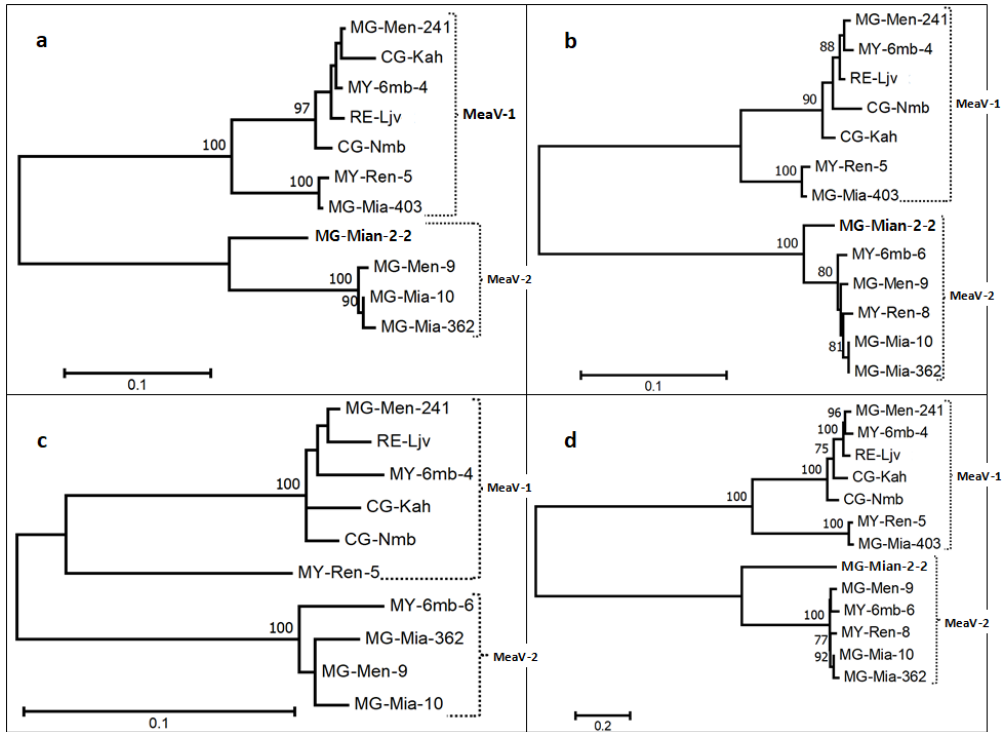 a
MG-Men-241
CG-Kah
MY-6mb-4
97
RE-Ljv
MeaV-1
100
CG-Nmb
100
MY-Ren-5
MG-Mia-403
MG-Mian-2-2
100
MG-Men-9
MeaV-2
90
MG-Mia-10
MG-Mia-362
0.1
b
MG-Men-241
88
MY-6mb-4
RE-Ljv
90
CG-Nmb
MeaV-1
CG-Kah
100
MY-Ren-5
MG-Mia-403
MG-Mian-2-2
100
MY-6mb-6
80
MG-Men-9
MeaV-2
MY-Ren-8
81
MG-Mia-10
MG-Mia-362
0.1
c
MG-Men-241
RE-Ljv
MY-6mb-4
MeaV-1
100
CG-Kah
CG-Nmb
MY-Ren-5
MY-6mb-6
100
MG-Mia-362
MeaV-2
MG-Men-9
MG-Mia-10
0.1
d
96
MG-Men-241
100
MY-6mb-4
75
RE-Ljv
100
CG-Kah
MeaV-1
100
CG-Nmb
100
MY-Ren-5
MG-Mia-403
MG-Mian-2-2
MG-Men-9
100
MY-6mb-6
MeaV-2
77
MY-Ren-8
92
MG-Mia-10
MG-Mia-362
0.2